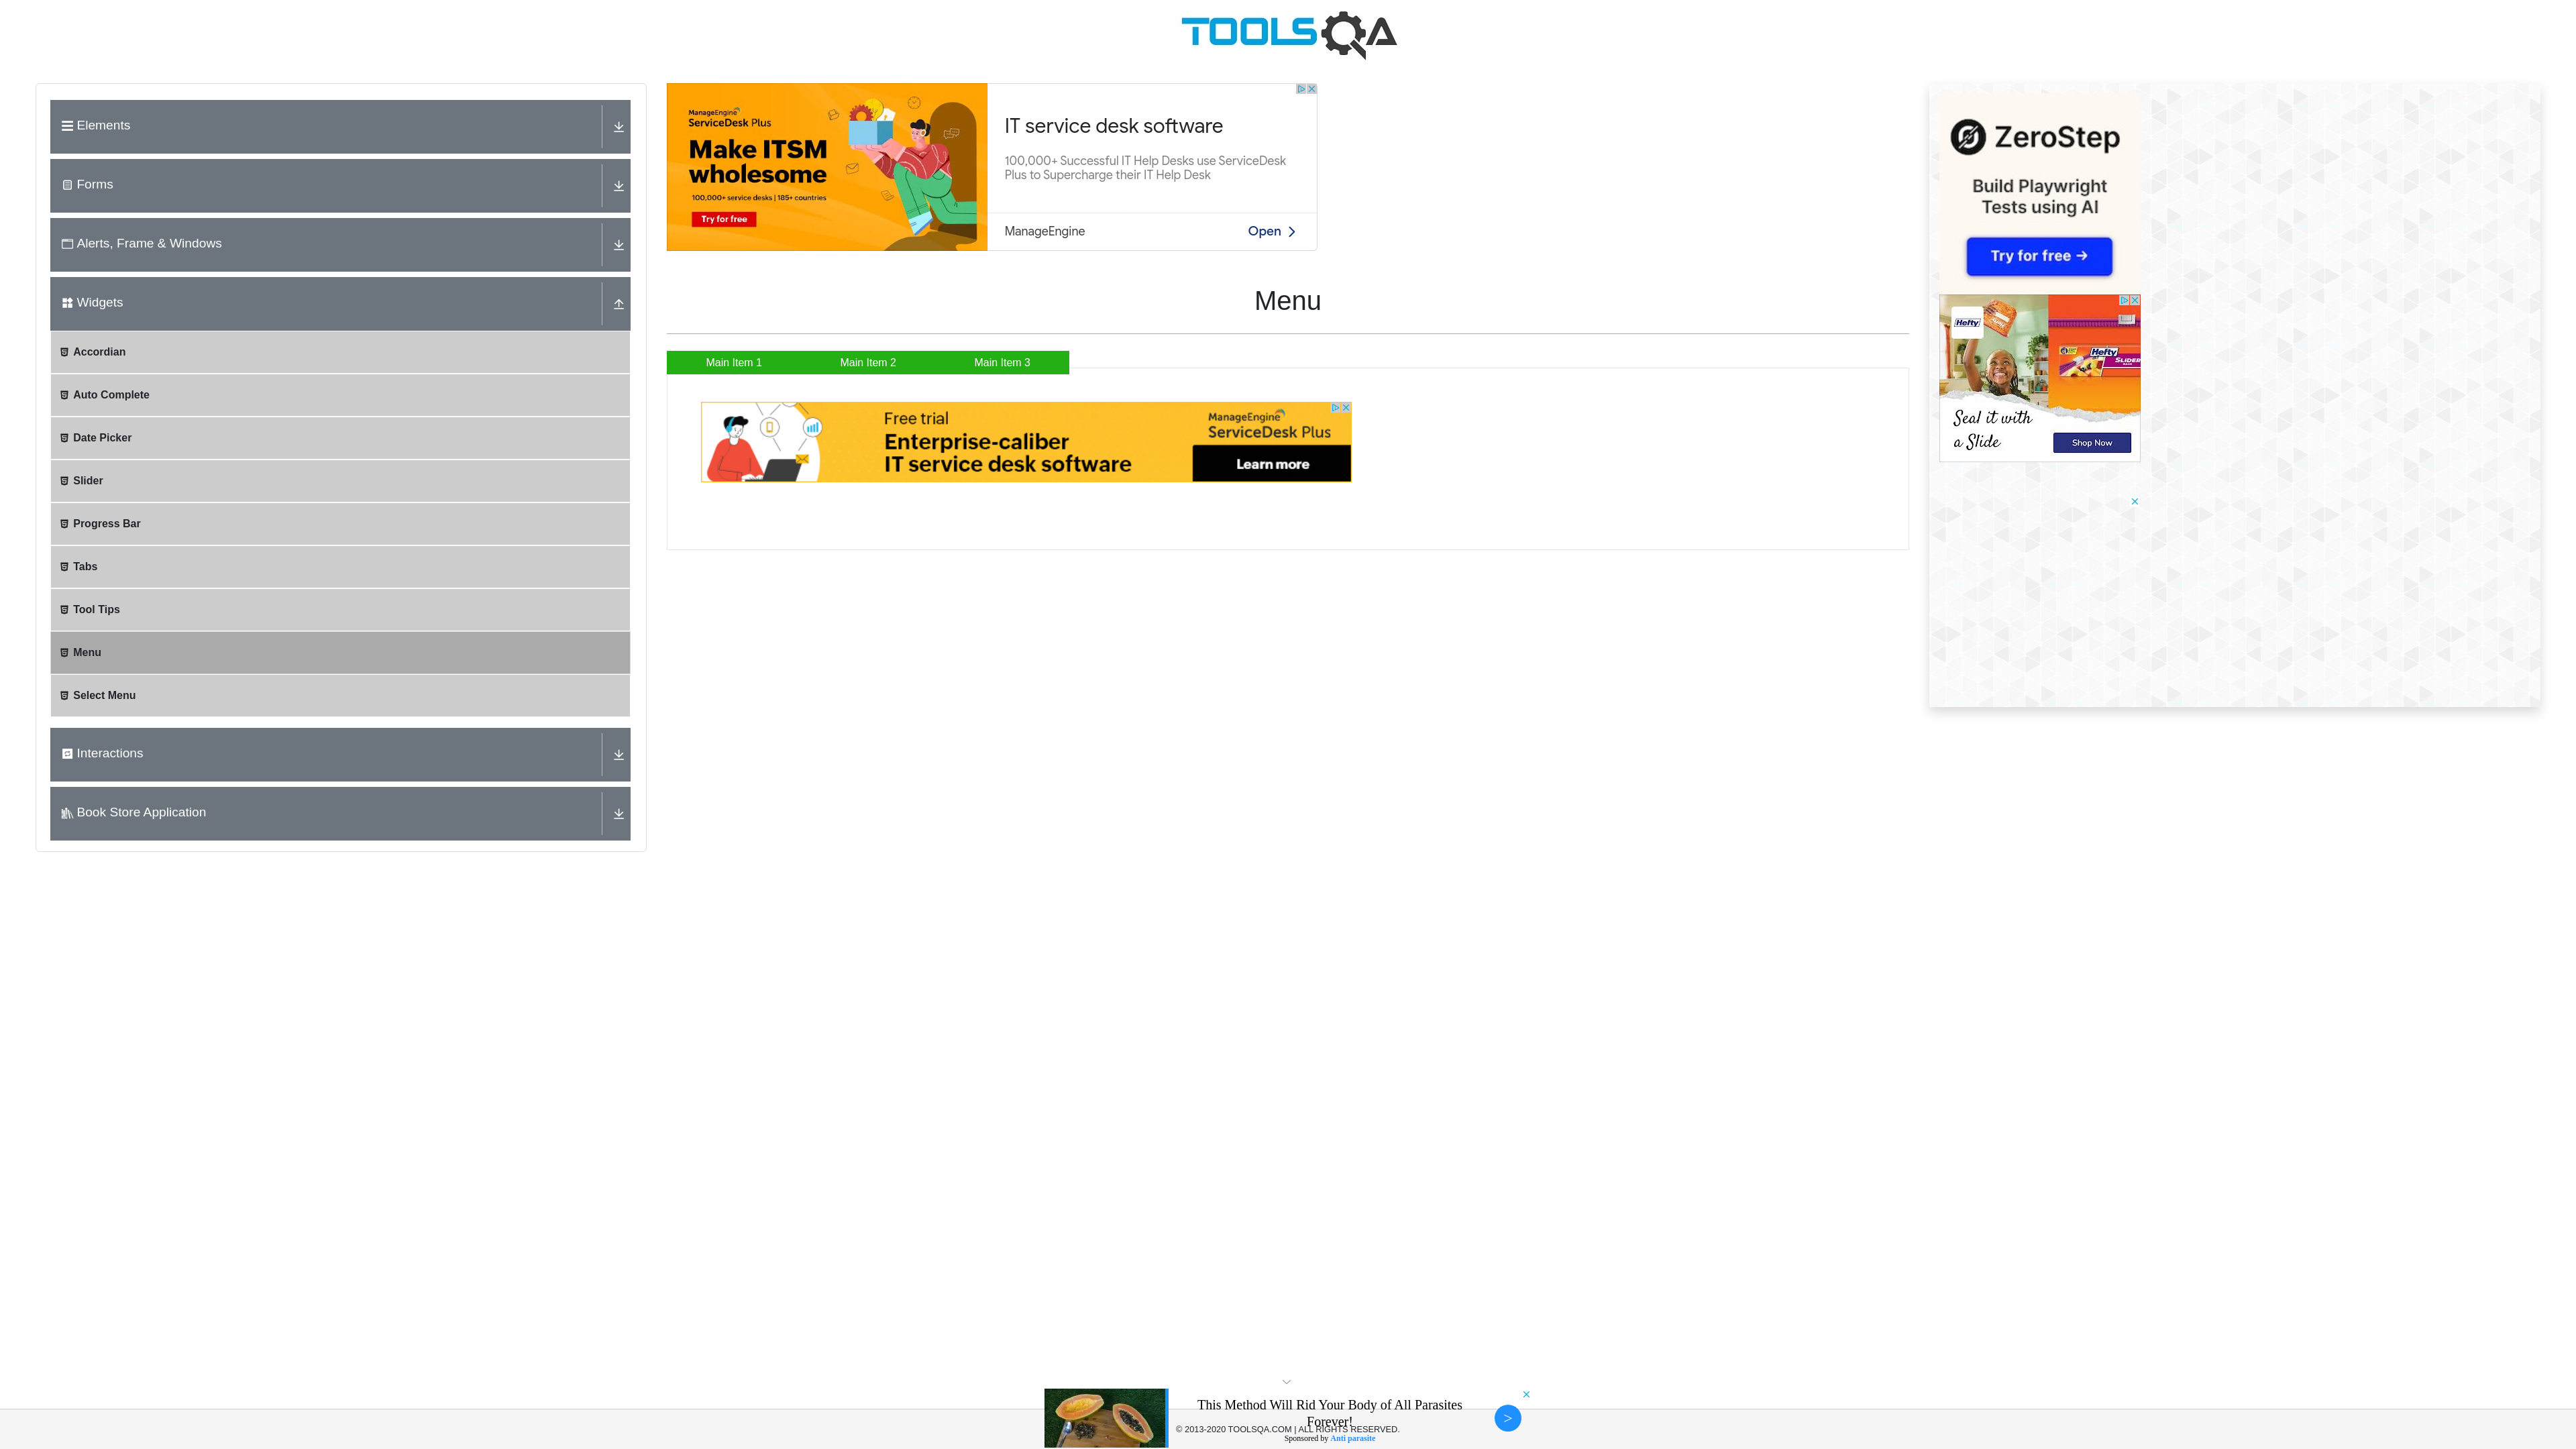 TOOLSQA
Elements
Forms
Alerts, Frame & Windows
Widgets
Accordian
Auto Complete
Date Picker
Slider
Progress Bar
Tabs
Tool Tips
Menu
Select Menu
Interactions
Book Store Application
ManageEngine
ServiceDesk Plus
Make ITSM
wholesome
100,000+ service desks | 185+ countries
Try for free
IT service desk software
100,000+ Successful IT Help Desks use ServiceDesk
Plus to Supercharge their IT Help Desk
ManageEngine
Open
Menu
Main Item 1
Main Item 2
Main Item 3
Free trial
Enterprise-caliber
IT service desk software
ManageEngine
ServiceDesk Plus
Learn more
ZeroStep
Build Playwright
Tests using AI
Try for free →
Hefty
Hefty
SLIDER
Seal it with
a Slide
Shop Now
This Method Will Rid Your Body of All Parasites
Forever!
© 2013-2020 TOOLSQA.COM | ALL RIGHTS RESERVED.
Sponsored by Anti parasite